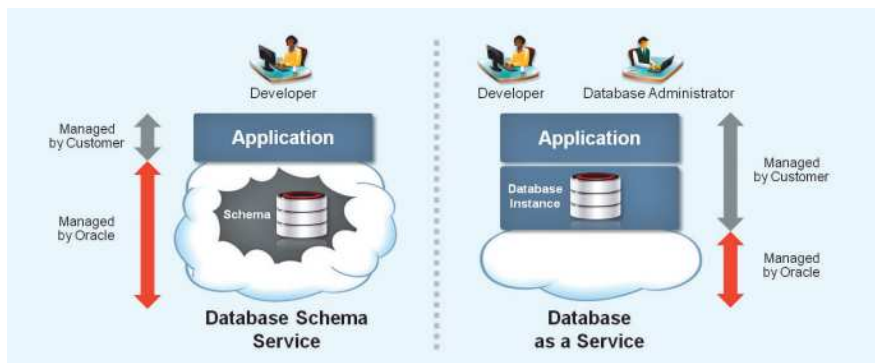 Developer
Managed
by Customer
Application
Schema
Managed
by Oracle
Database Schema
Service
Developer
Database Administrator
Application
Database
Instance
Managed
by Customer
Managed
by Oracle
Database
as a Service